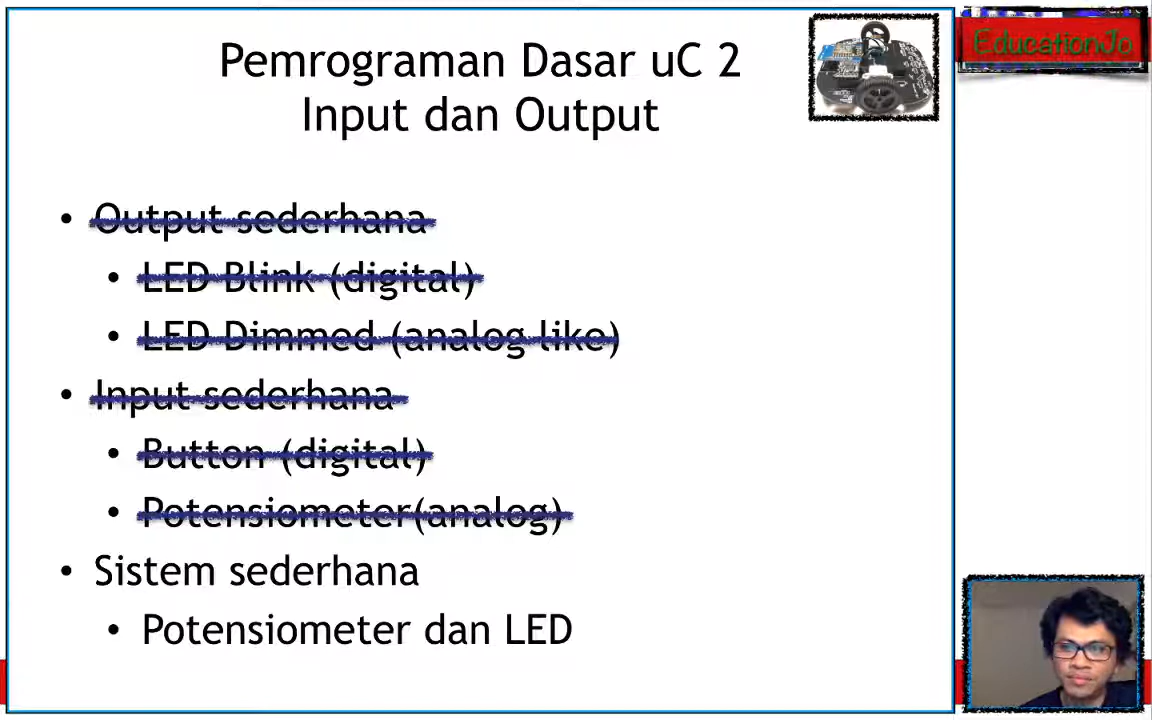 Pemrograman Dasar uC 2
Input dan Output
EducationJo
• Output sederhana
• LED Blink (digital)
• LED Dimmed (analog like)
• Input sederhana
• Button (digital)
• Potensiometer(analog)
• Sistem sederhana
• Potensiometer dan LED